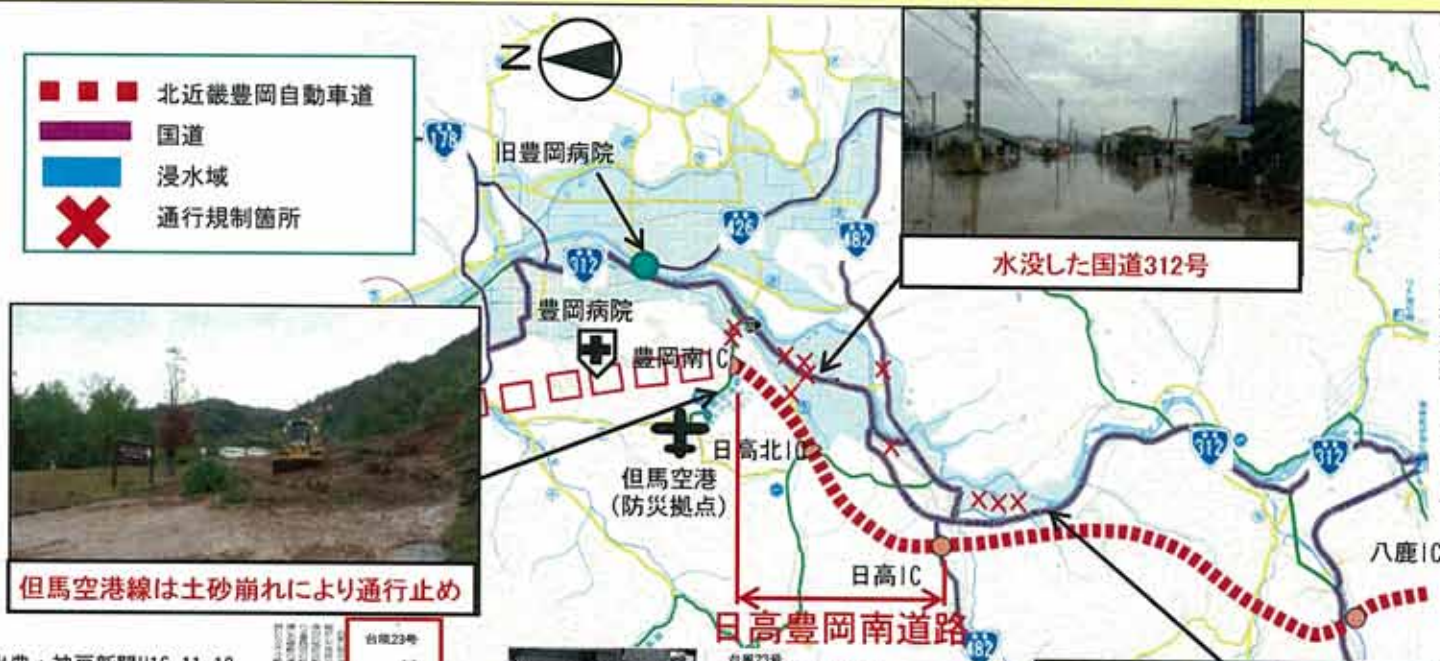 北近畿豊岡自動車道
国道
浸水域
通行規制箇所
N
178
旧豊岡病院
426
482
312
水没した国道312号
豊岡病院
豊岡南IC
日高北IC
但馬空港
(防災拠点)
312
312
八鹿IC
日高IC
但馬空港線は土砂崩れにより通行止め
日高豊岡南道路
482
台風23号
台風23号